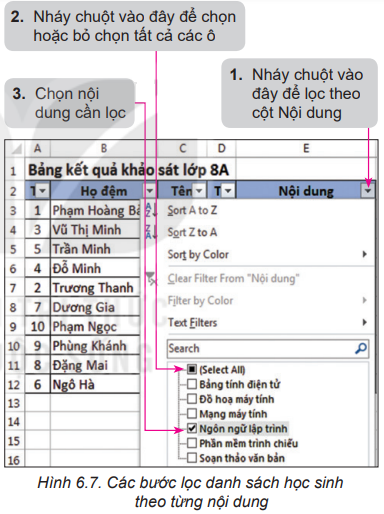 2. Nháy chuột vào đây để chọn
hoặc bỏ chọn tất cả các ô
1. Nháy chuột vào
đây để lọc theo
cột Nội dung
3. Chọn nội
dung cần lọc
A B C D E
1 Bảng kết quả khảo sát lớp 8A
2 T Họ đệm Tên T Nội dung
3 1 Phạm Hoàng Bá
4 3 Vũ Thị Minh
5 5 Trần Minh
6 4 Đỗ Minh
7 2 Trương Thanh
8 7 Dương Gia
9 10 Phạm Ngọc
10 9 Phùng Khánh
11 8 Đặng Mai
12 6 Ngô Hà
13
14
15
16
Sort A to Z
Sort Z to A
Sort by Color
Clear Filter From "Nội dung"
Filter by Color
Text Filters
Search
(Select All)
Bảng tính điện tử
Đồ hoạ máy tính
Mạng máy tính
Ngôn ngữ lập trình
Phần mềm trình chiếu
Soạn thảo văn bản
Hình 6.7. Các bước lọc danh sách học sinh
theo từng nội dung